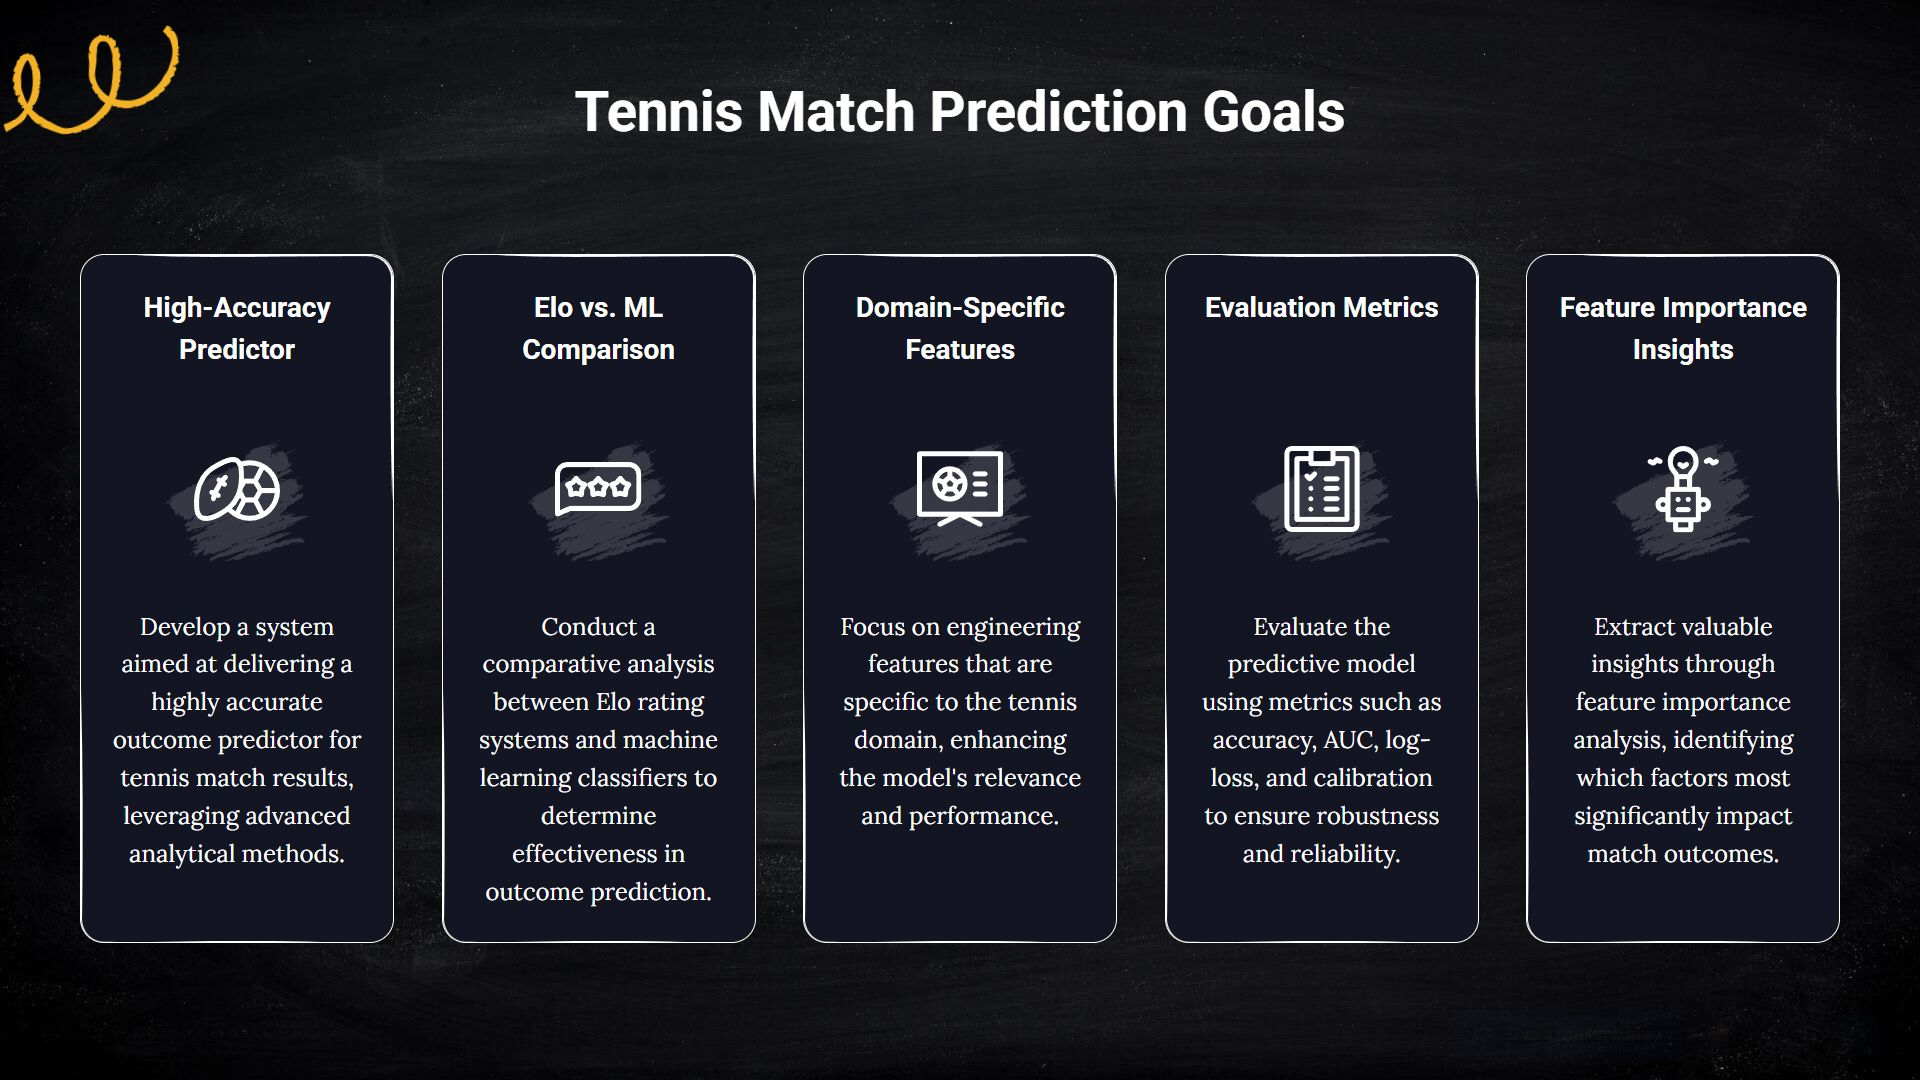 Tennis Match Prediction Goals
High-Accuracy
Predictor
Develop a system
aimed at delivering a
highly accurate
outcome predictor for
tennis match results,
leveraging advanced
analytical methods.
Elo vs. ML
Comparison
Conduct a
comparative analysis
between Elo rating
systems and machine
learning classifiers to
determine
effectiveness in
outcome prediction.
Domain-Specific
Features
Focus on engineering
features that are
specific to the tennis
domain, enhancing
the model's relevance
and performance.
Evaluation Metrics
Evaluate the
predictive model
using metrics such as
accuracy, AUC, log-
loss, and calibration
to ensure robustness
and reliability.
Feature Importance
Insights
Extract valuable
insights through
feature importance
analysis, identifying
which factors most
significantly impact
match outcomes.